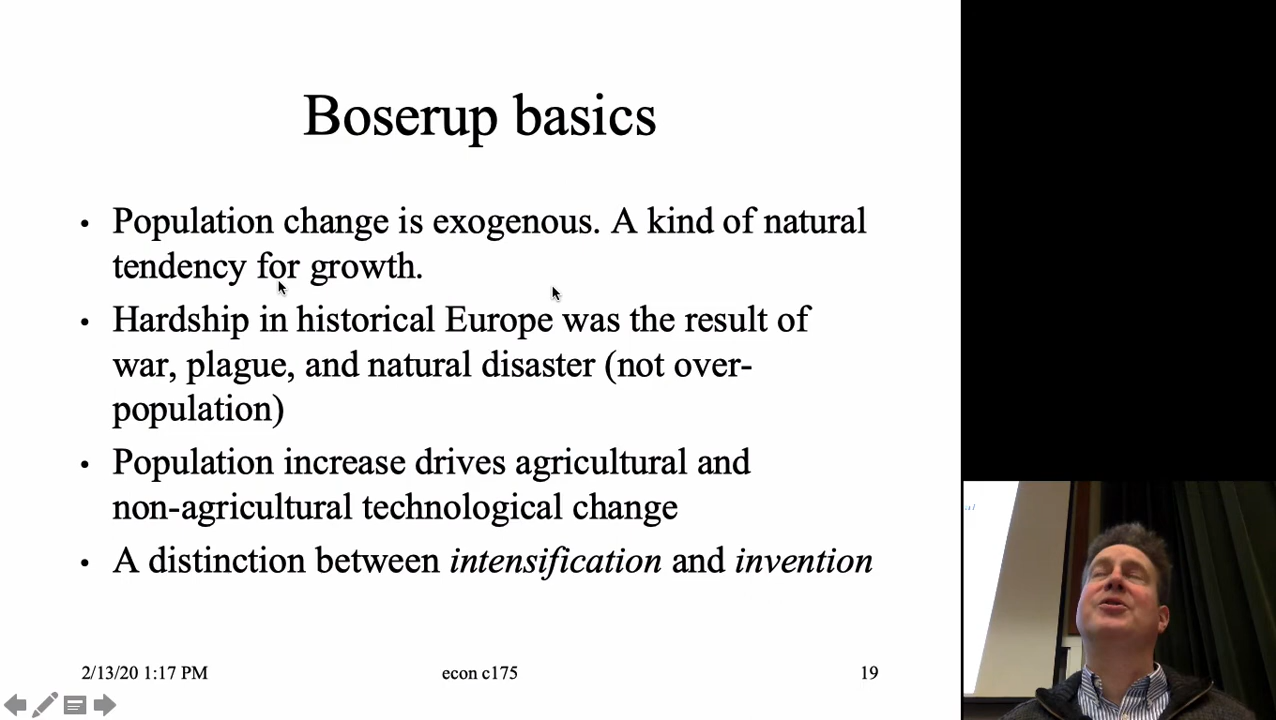 Boserup basics
• Population change is exogenous. A kind of natural
tendency for growth.
• Hardship in historical Europe was the result of
war, plague, and natural disaster (not over-
population)
• Population increase drives agricultural and
non-agricultural technological change
• A distinction between intensification and invention
2/13/20 1:17 PM
econ c175
19
al